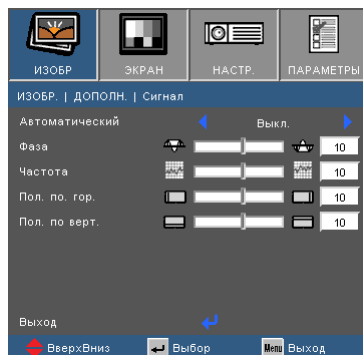 ИЗОБР ЭКРАН НАСТР. ПАРАМЕТРЫ
ИЗОБР. | ДОПОЛН. | Сигнал
Автоматический Выкл.
Фаза 10
Частота 10
Пол. по. гор. 10
Пол. по верт. 10
Выход
ВверхВниз Выбор Menu Выход